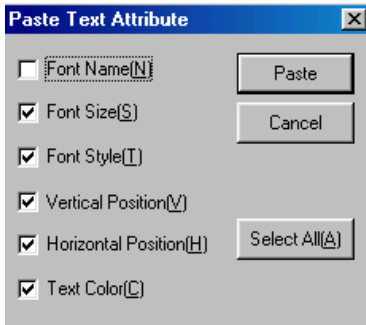 Paste Text Attribute
Font Name(N)
Paste
Font Size(S)
Cancel
Font Style(T)
Vertical Position(V)
Horizontal Position(H)
Select All(A)
Text Color(C)